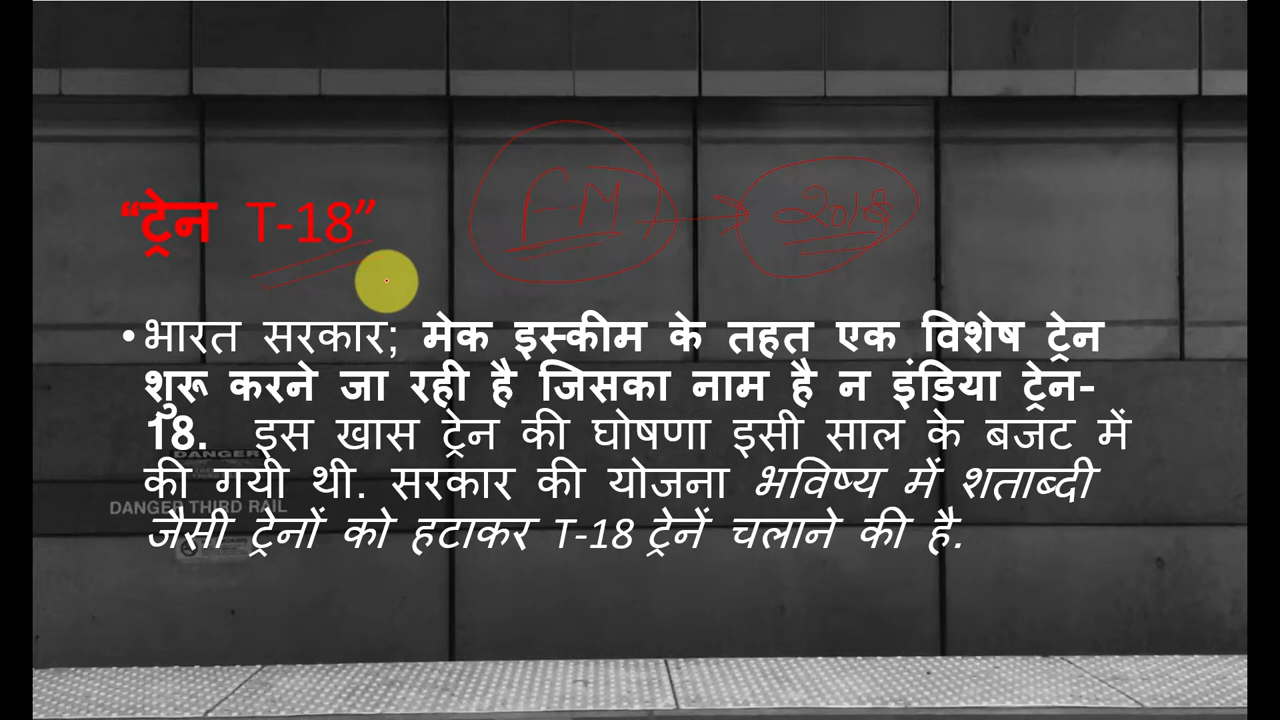 “ट्रेन T-18”
F-M
2018
•भारत सरकार; मेक इस्कीम के तहत एक विशेष ट्रेन
शुरू करने जा रही है जिसका नाम है न इंडिया ट्रेन-
18. इस खास ट्रेन की घोषणा इसी साल के बजट में
DANGER
की गयी थी. सरकार की योजना भविष्य में शताब्दी
DANGER THIRD RAIL
जैसी ट्रेनों को हटाकर T-18 ट्रेनें चलाने की है.